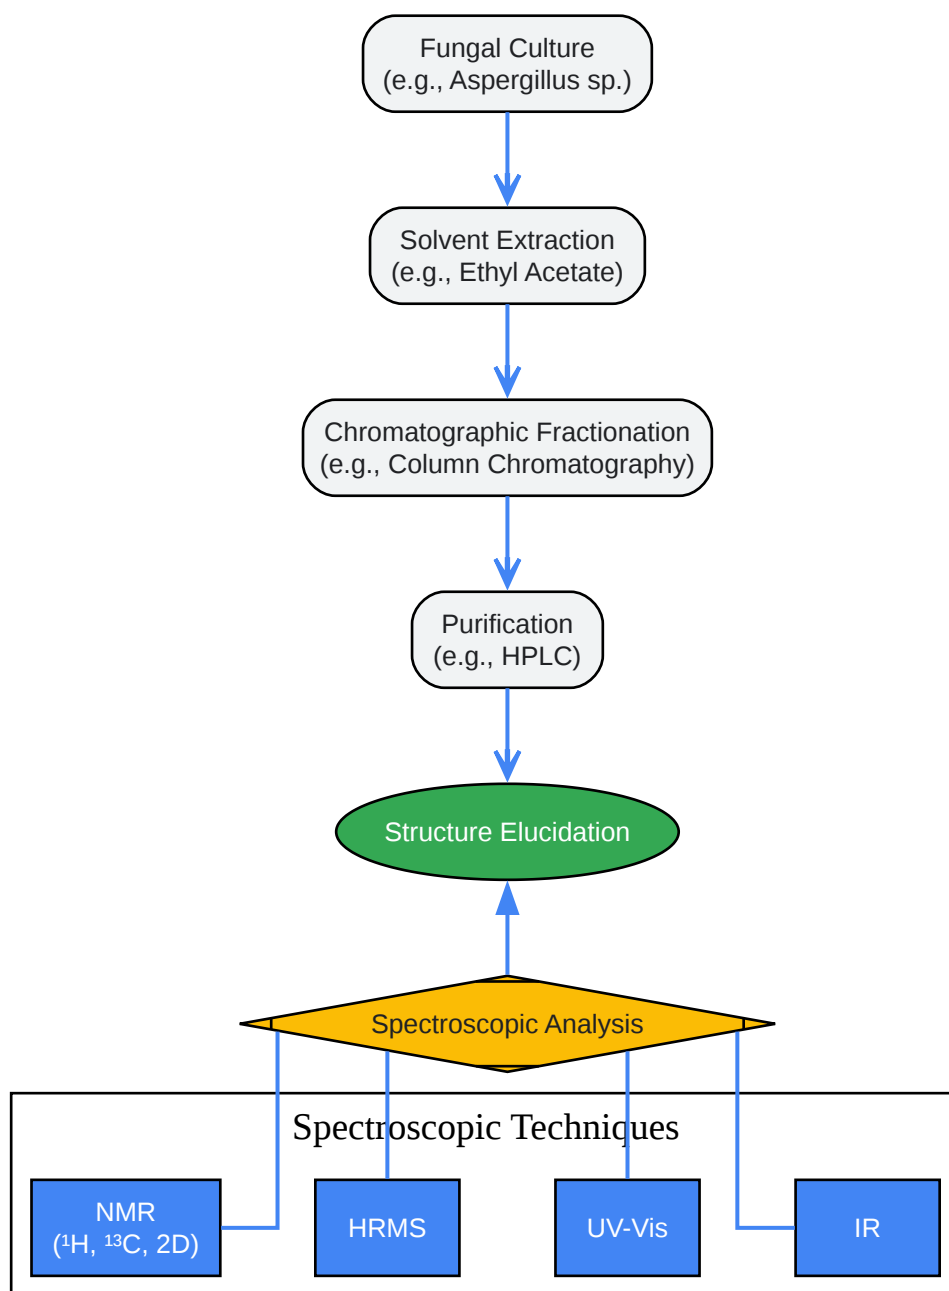 Fungal Culture
(e.g., Aspergillus sp.)
Solvent Extraction
(e.g., Ethyl Acetate)
Chromatographic Fractionation
(e.g., Column Chromatography)
Purification
(e.g., HPLC)
Structure Elucidation
Spectroscopic Analysis
Spectroscopic Techniques
NMR
(¹H, ¹³C, 2D)
HRMS
UV-Vis
IR